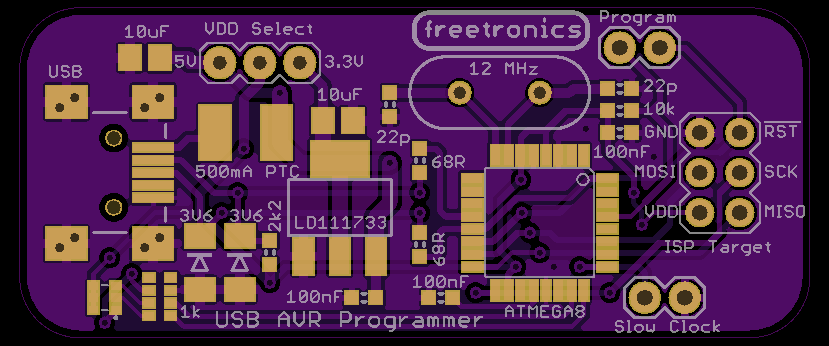 freetronics
Program
10uF
VDD Select
5V
3.3V
USB
12 MHz
22p
10uF
10k
22p
GND
RST
500mA PTC
68R
100nF
MOSI
SCK
3V6
3V6
2k2
LD111733
VDD
MISO
68R
ISP Target
100nF
100nF
1k
USB AVR Programmer
ATMEGA8
Slow Clock